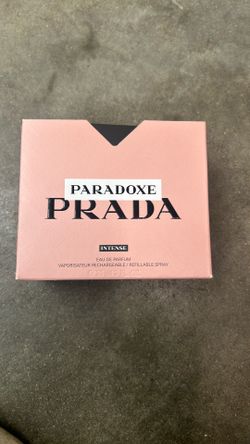 PARADOXE
PRADA
INTENSE
EAU DE PARFUM
VAPORISATEUR RECHARGEABLE / REFILLABLE SPRAY